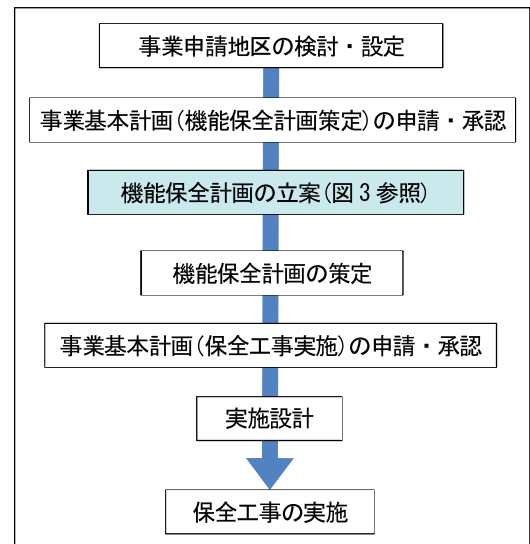 事業申請地区の検討・設定
事業基本計画(機能保全計画策定)の申請・承認
機能保全計画の立案(図3参照)
機能保全計画の策定
事業基本計画(保全工事実施)の申請・承認
実施設計
保全工事の実施